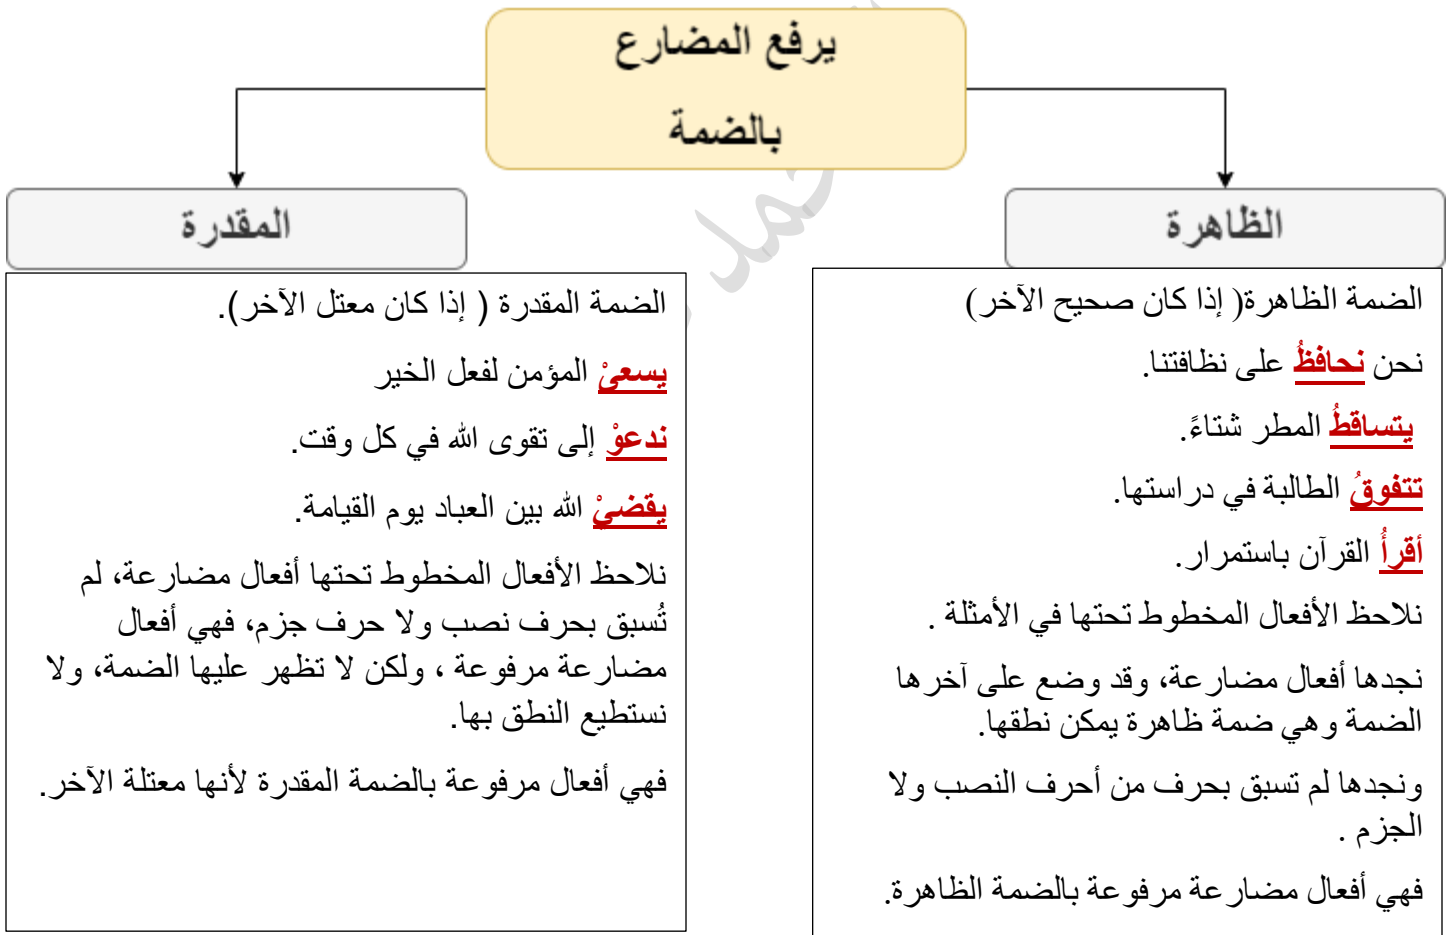 يرفع المضارع
بالضمة
الظاهرة
الضمة الظاهرة( إذا كان صحيح الآخر)
نحن نحافظُ على نظافتنا.
يتساقطُ المطر شتاءً.
تتفوقُ الطالبة في دراستها.
أقرأُ القرآن باستمرار.
نلاحظ الأفعال المخطوط تحتها في الأمثلة .
نجدها أفعال مضارعة، وقد وضع على آخرها
الضمة وهي ضمة ظاهرة يمكن نطقها.
ونجدها لم تسبق بحرف من أحرف النصب ولا
الجزم .
فهي أفعال مضارعة مرفوعة بالضمة الظاهرة.
المقدرة
الضمة المقدرة ( إذا كان معتل الآخر).
يسعىْ المؤمن لفعل الخير
ندعوْ إلى تقوى الله في كل وقت.
يقضيْ الله بين العباد يوم القيامة.
نلاحظ الأفعال المخطوط تحتها أفعال مضارعة، لم
تُسبق بحرف نصب ولا حرف جزم، فهي أفعال
مضارعة مرفوعة ، ولكن لا تظهر عليها الضمة، ولا
نستطيع النطق بها.
فهي أفعال مرفوعة بالضمة المقدرة لأنها معتلة الآخر.